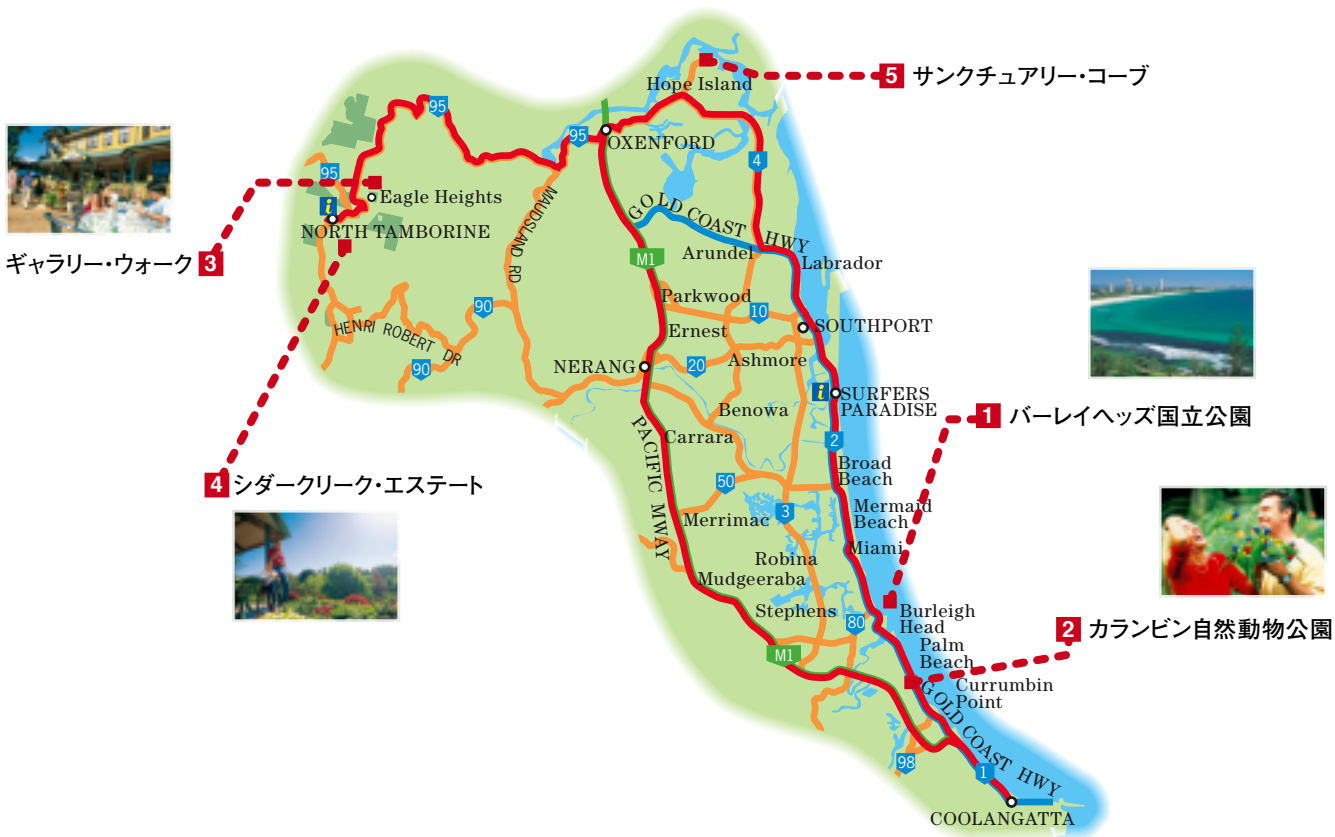 5 サンクチュアリー・コーブ
Hope Island
95
95
OXENFORD
4
95
Eagle Heights
i
NORTH TAMBORINE
MAUDSLAND RD
GOLD COAST HWY
Arundel
Labrador
M1
ギャラリー・ウォーク 3
Parkwood
10
90
SOUTHPORT
HENRI ROBERT DR
Ernest
Ashmore
NERANG
20
90
i
SURFERS
PARADISE
Benowa
1 バーレイヘッズ国立公園
Carrara
2
PACIFIC MWAY
Broad
Beach
4 シダークリーク・エステート
50
Mermaid
Beach
3
Merrimac
Miami
Robina
Mudgeeraba
Stephens
80
Burleigh
Head
2 カランビン自然動物公園
Palm
Beach
M1
Currumbin
Point
GOLD COAST HWY
98
1
COOLANGATTA